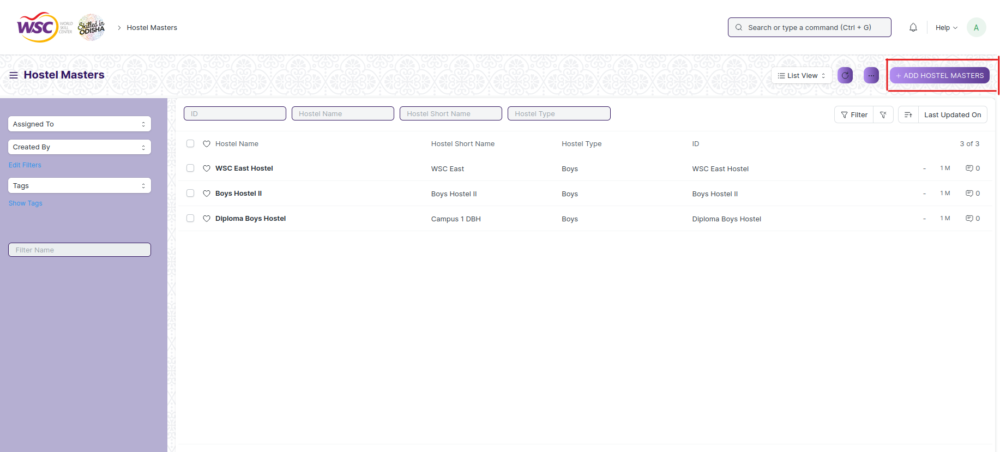 WSC WORLD SKILL CENTER Skilled in ODISHA Hostel Masters Search or type a command (Ctrl + G) Help A
Hostel Masters List View ... + ADD HOSTEL MASTERS
Assigned To
Created By
Edit Filters
Tags
Show Tags
Filter Name
ID Hostel Name Hostel Short Name Hostel Type Filter Last Updated On
Hostel Name Hostel Short Name Hostel Type ID 3 of 3
WSC East Hostel WSC East Boys WSC East Hostel - 1 M 0
Boys Hostel II Boys Hostel II Boys Boys Hostel II - 1 M 0
Diploma Boys Hostel Campus 1 DBH Boys Diploma Boys Hostel - 1 M 0